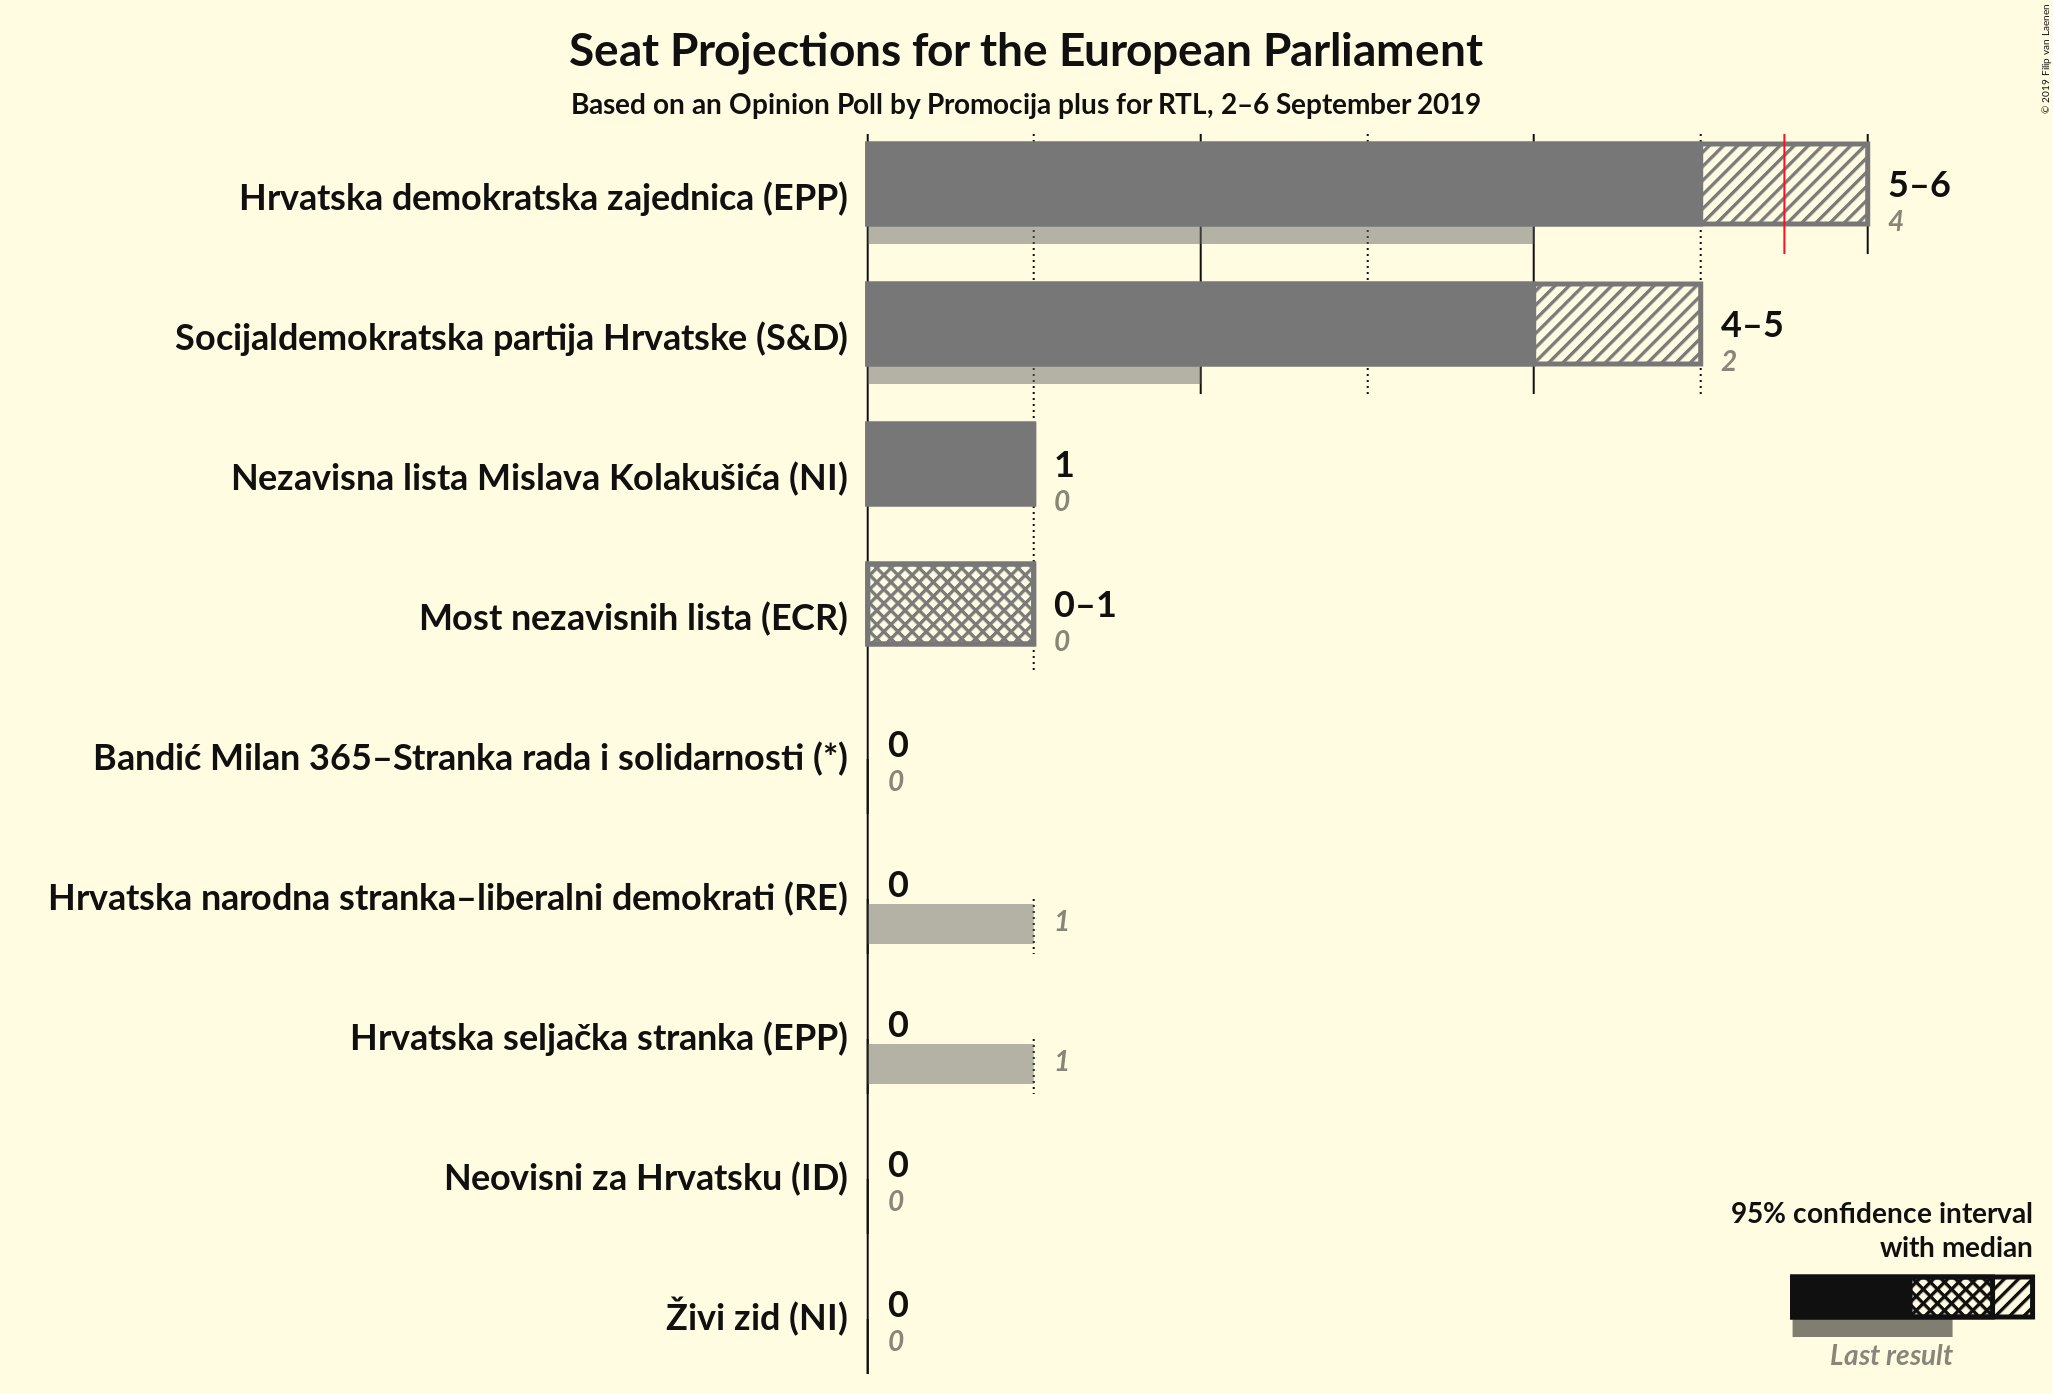 Seat Projections for the European Parliament
Based on an Opinion Poll by Promocija plus for RTL, 2–6 September 2019
© 2019 Filip van Laenen
Hrvatska demokratska zajednica (EPP)
5–6
4
Socijaldemokratska partija Hrvatske (S&D)
4–5
2
Nezavisna lista Mislava Kolakušića (NI)
1
0
Most nezavisnih lista (ECR)
0–1
0
Bandić Milan 365–Stranka rada i solidarnosti (*)
0
0
Hrvatska narodna stranka–liberalni demokrati (RE)
0
1
Hrvatska seljačka stranka (EPP)
0
1
Neovisni za Hrvatsku (ID)
0
0
Živi zid (NI)
0
0
95% confidence interval
with median
Last result